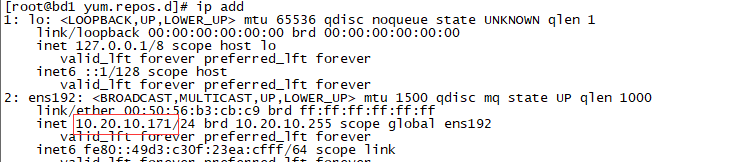 [root@bd1 yum.repos.d]# ip add
1: lo: <LOOPBACK,UP,LOWER_UP> mtu 65536 qdisc noqueue state UNKNOWN qlen 1
link/loopback 00:00:00:00:00:00 brd 00:00:00:00:00:00
inet 127.0.0.1/8 scope host lo
valid_lft forever preferred_lft forever
inet6 ::1/128 scope host
valid_lft forever preferred_lft forever
2: ens192: <BROADCAST,MULTICAST,UP,LOWER_UP> mtu 1500 qdisc mq state UP qlen 1000
link/ether 00:50:56:b3:cb:c9 brd ff:ff:ff:ff:ff:ff
inet 10.20.10.171/24 brd 10.20.10.255 scope global ens192
valid_lft forever preferred_lft forever
inet6 fe80::49d3:c30f:23ea:cfff/64 scope link